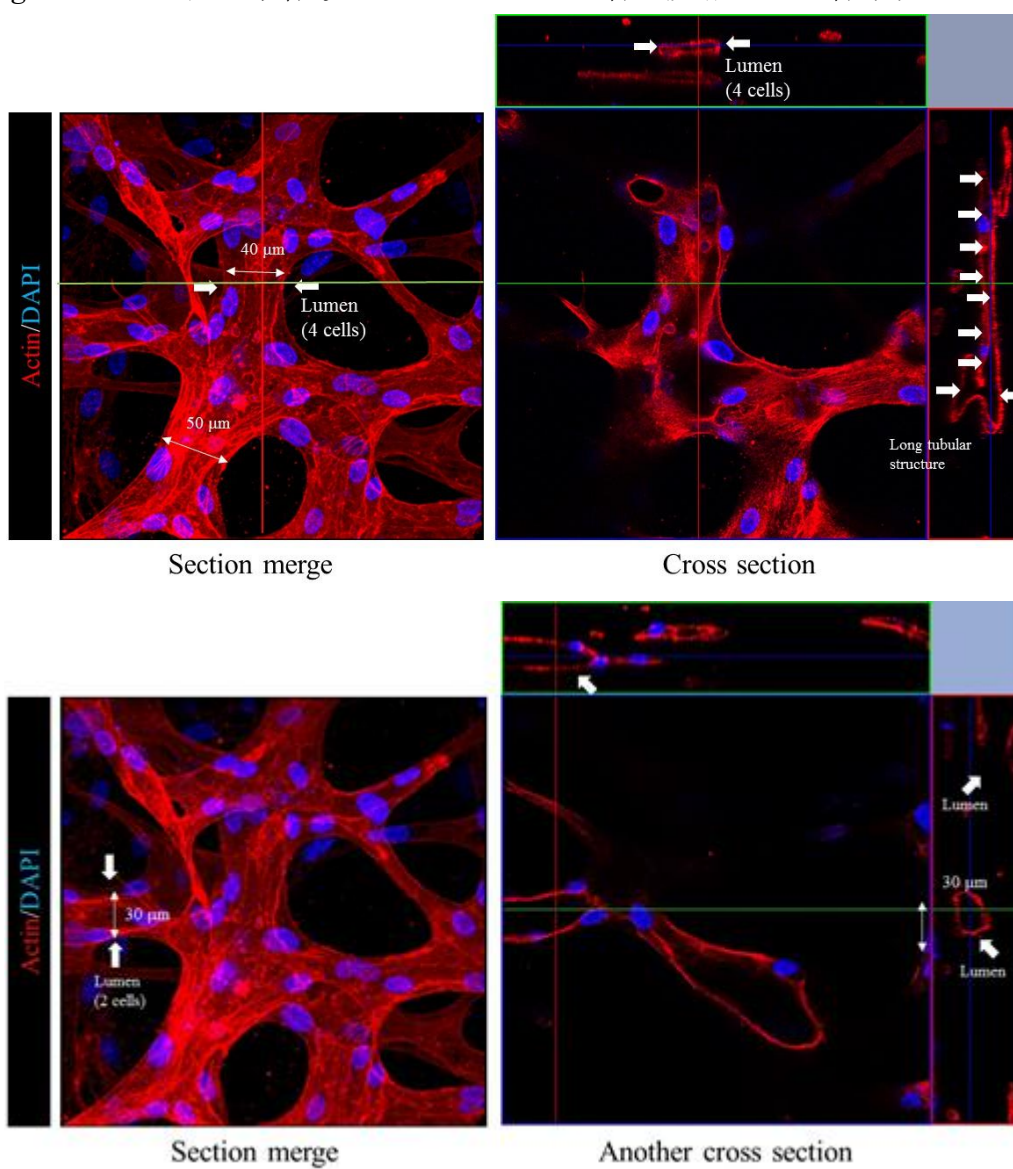 Lumen
(4 cells)
Actin/DAPI
40 μm
Lumen
(4 cells)
50 μm
Long tubular
structure
Section merge
Cross section
Actin/DAPI
30 μm
Lumen
(2 cells)
Lumen
30 μm
Lumen
Section merge
Another cross section